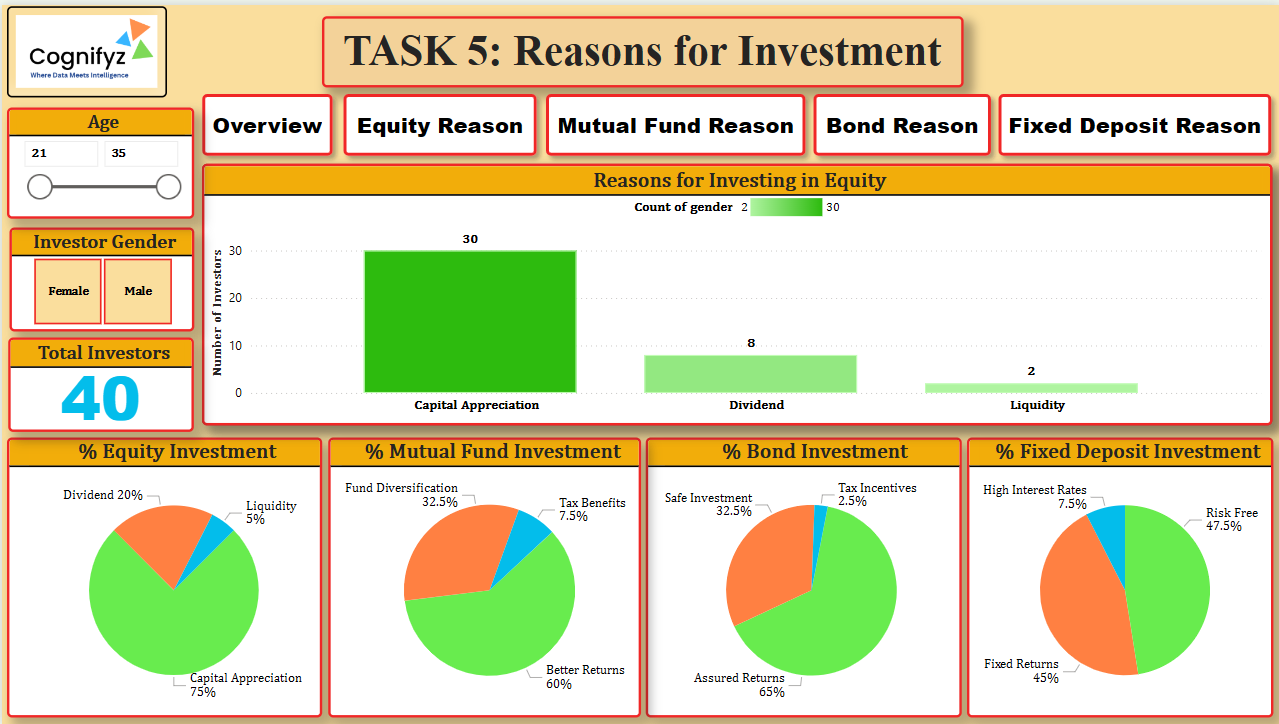 Cognifyz
Where Data Meets Intelligence
TASK 5: Reasons for Investment
Overview
Equity Reason
Mutual Fund Reason
Bond Reason
Fixed Deposit Reason
Age
21
35
Investor Gender
Female
Male
Total Investors
40
Reasons for Investing in Equity
Count of gender 2 30
Number of Investors
30
20
10
0
30
8
2
Capital Appreciation
Dividend
Liquidity
% Equity Investment
Dividend 20%
Liquidity
5%
Capital Appreciation
75%
% Mutual Fund Investment
Fund Diversification
32.5%
Tax Benefits
7.5%
Better Returns
60%
% Bond Investment
Safe Investment
32.5%
Tax Incentives
2.5%
Assured Returns
65%
% Fixed Deposit Investment
High Interest Rates
7.5%
Risk Free
47.5%
Fixed Returns
45%